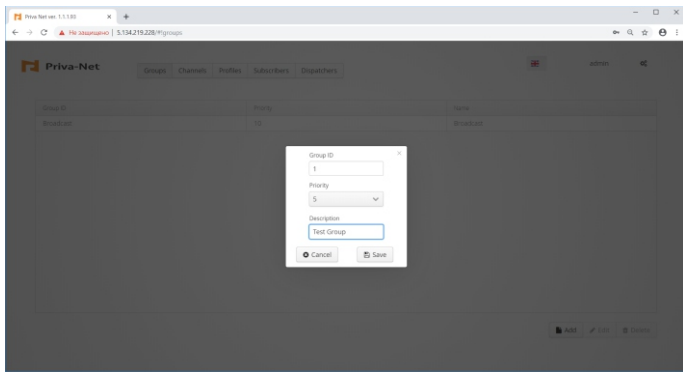 Priva Net ver. 1.1.1.93
Не защищено | 5.134.219.228/#!groups
Priva-Net
Groups Channels Profiles Subscribers Dispatchers
admin
Group ID Priority Name
Broadcast 10 Broadcast
Group ID
1
Priority
5
Description
Test Group
Cancel Save
Add Edit Delete